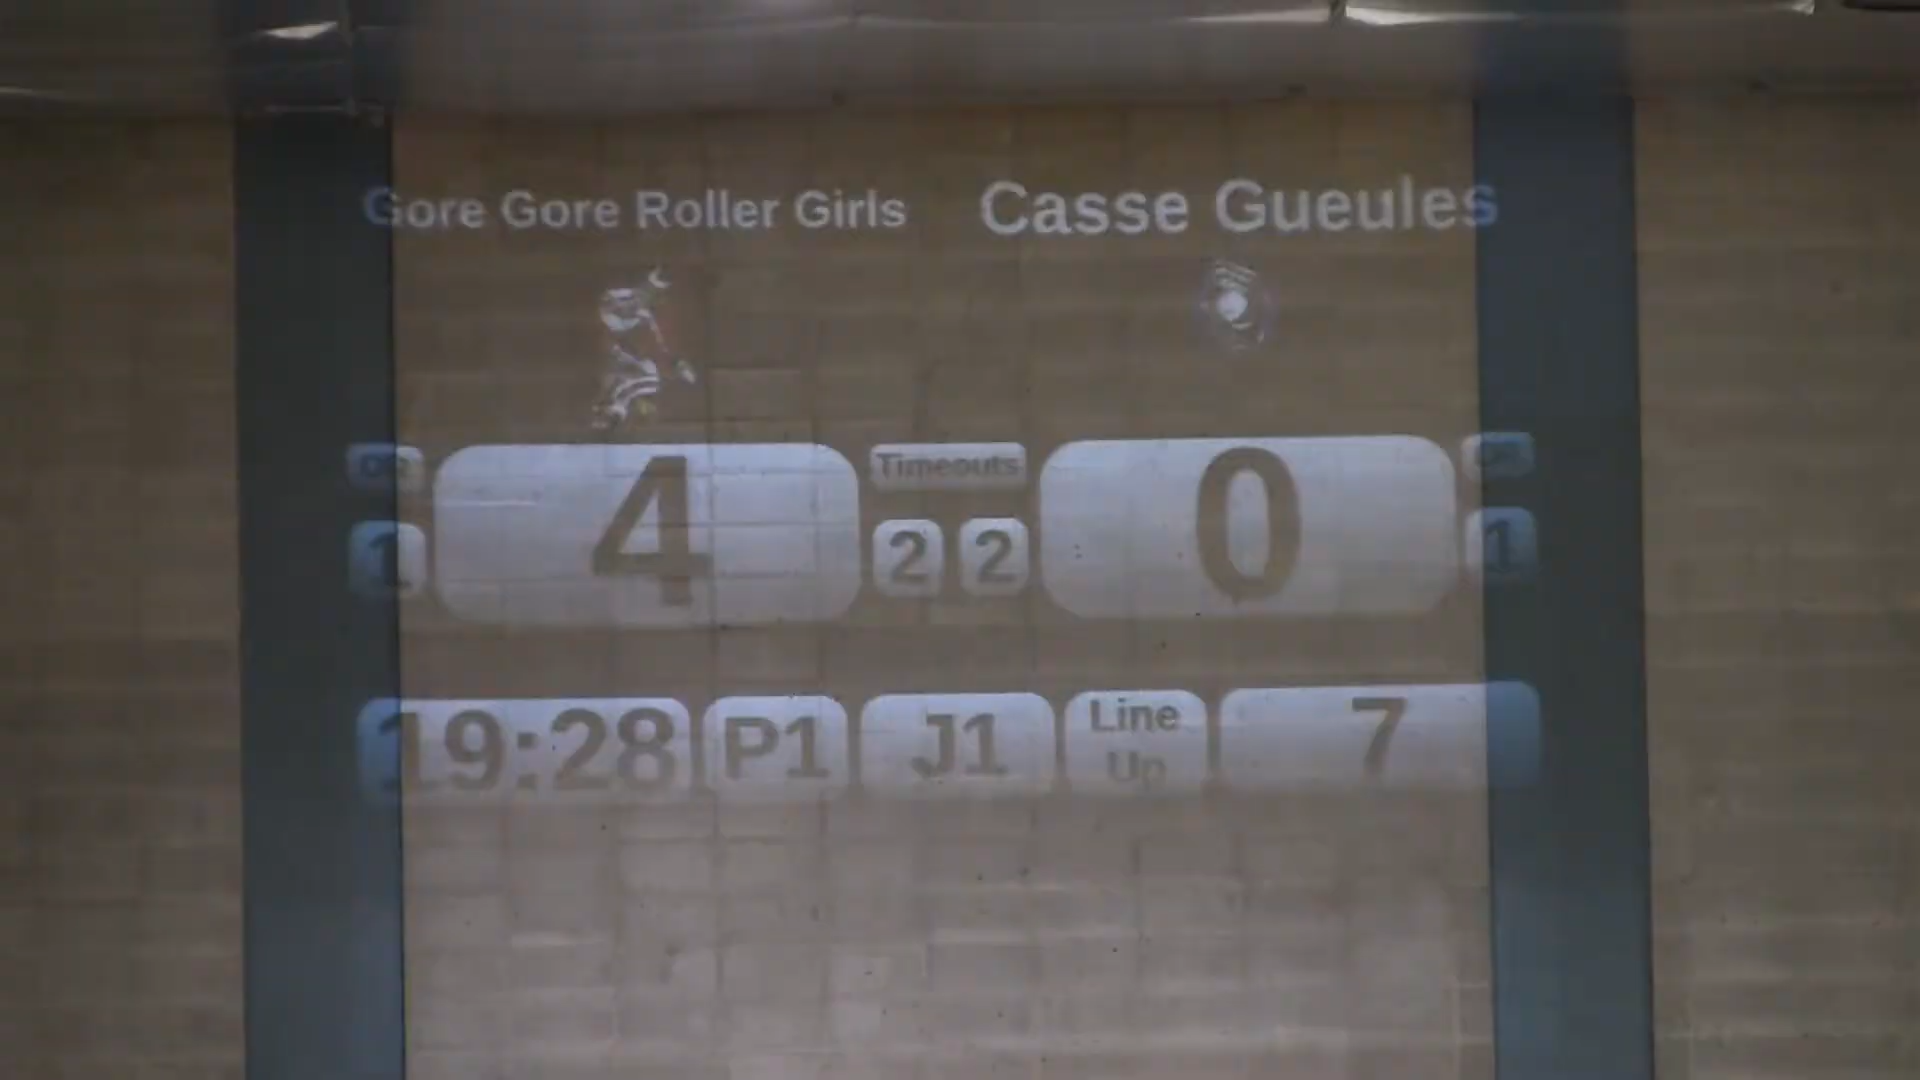 Gore Gore Roller Girls Casse Gueules
4 Timeouts 0
1 2 2 1
19:28 P1 J1 Line Up 7